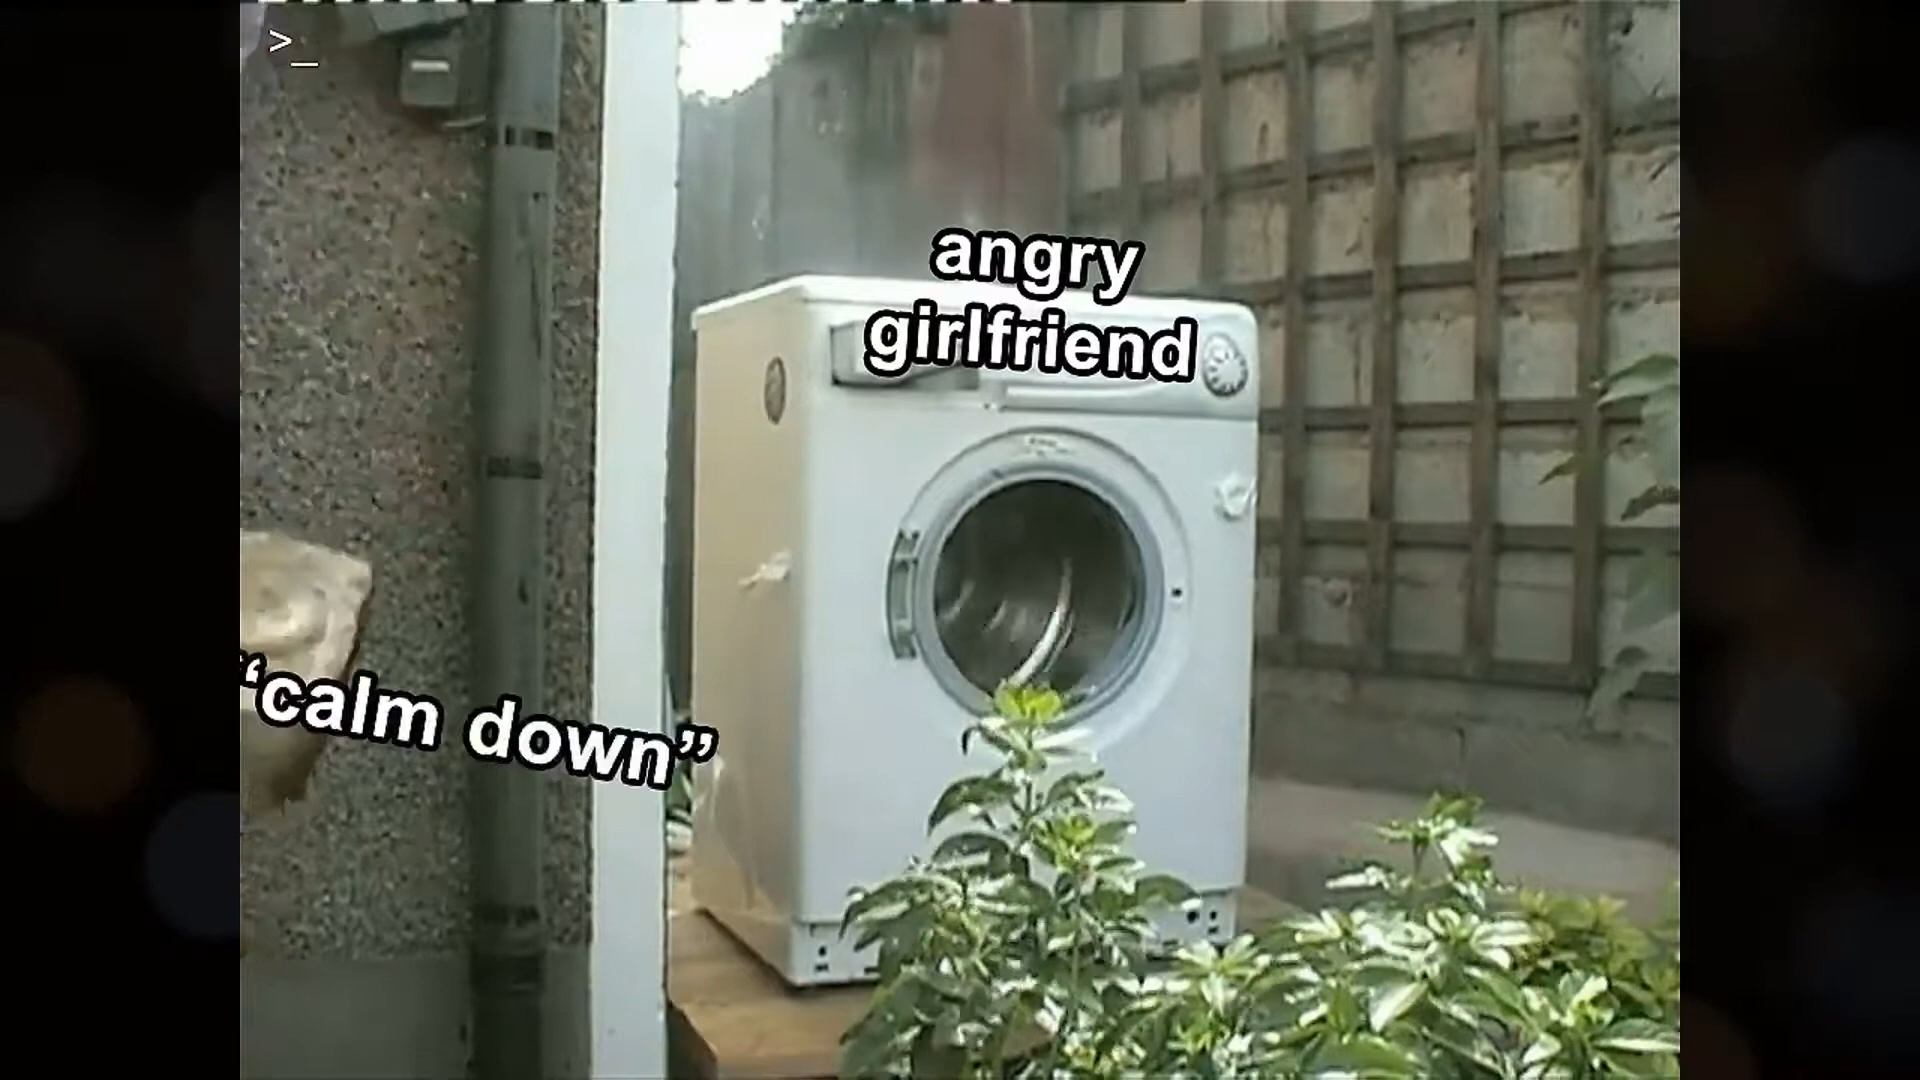 >_
angry
girlfriend
“calm down”